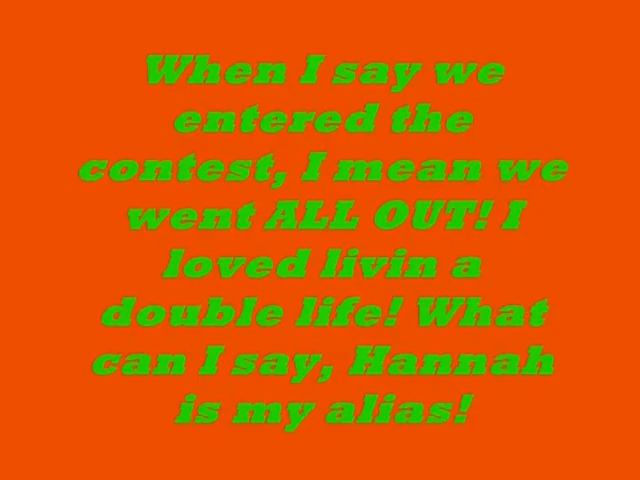 When I say we
entered the
contest, I mean we
went ALL OUT! I
loved livin a
double life! What
can I say, Hannah
is my alias!